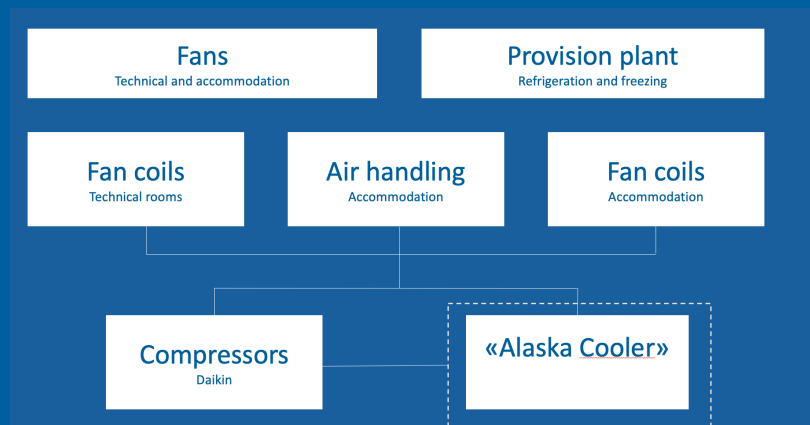 Fans
Technical and accommodation
Provision plant
Refrigeration and freezing
Fan coils
Technical rooms
Air handling
Accommodation
Fan coils
Accommodation
Compressors
Daikin
«Alaska Cooler»